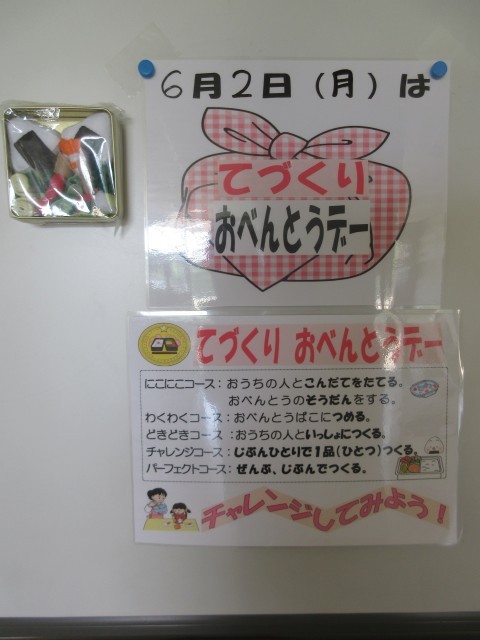 6月2日（月）は
てづくり
おべんとうデー
てづくり おべんとうデー
にこにこコース：おうちの人とこんだてをたてる。
おべんとうのそうだんをする。
わくわくコース：おべんとうばこにつめる。
どきどきコース：おうちの人といっしょにつくる。
チャレンジコース：じぶんひとりで1品（ひとつ）つくる。
パーフェクトコース：ぜんぶ、じぶんでつくる。
チャレンジしてみよう！